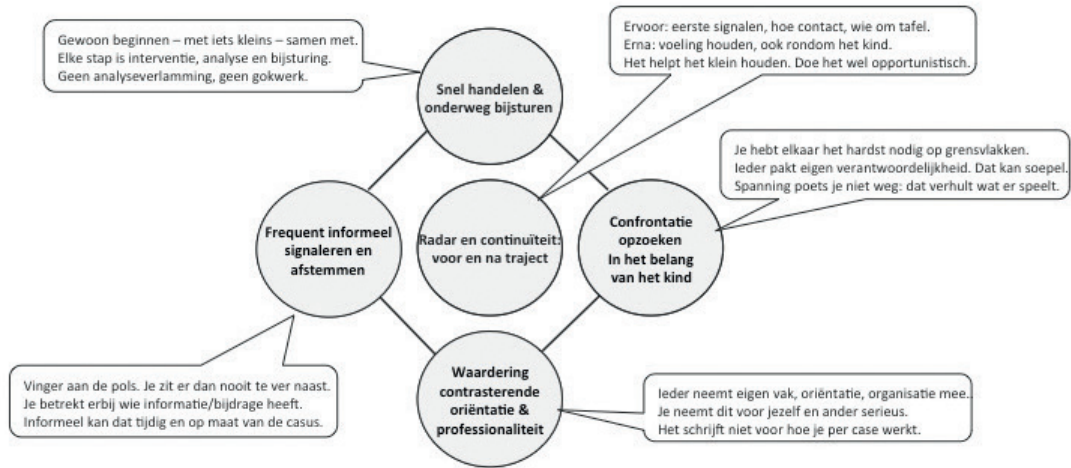 Gewoon beginnen – met iets kleins – samen met.
Elke stap is interventie, analyse en bijsturing.
Geen analyseverlamming, geen gokwerk.
Ervoor: eerste signalen, hoe contact, wie om tafel.
Erna: voeling houden, ook rondom het kind.
Het helpt het klein houden. Doe het wel opportunistisch.
Snel handelen &
onderweg bijsturen
Je hebt elkaar het hardst nodig op grensvlakken.
Ieder pakt eigen verantwoordelijkheid. Dat kan soepel.
Spanning poets je niet weg: dat verhult wat er speelt.
Frequent informeel
signaleren en
afstemmen
Radar en continuïteit:
voor en na traject
Confrontatie
opzoeken
In het belang
van het kind
Vinger aan de pols. Je zit er dan nooit te ver naast.
Je betrekt erbij wie informatie/bijdrage heeft.
Informeel kan dat tijdig en op maat van de casus.
Waardering
contrasterende
oriëntatie &
professionaliteit
Ieder neemt eigen vak, oriëntatie, organisatie mee..
Je neemt dit voor jezelf en ander serieus.
Het schrijft niet voor hoe je per case werkt.